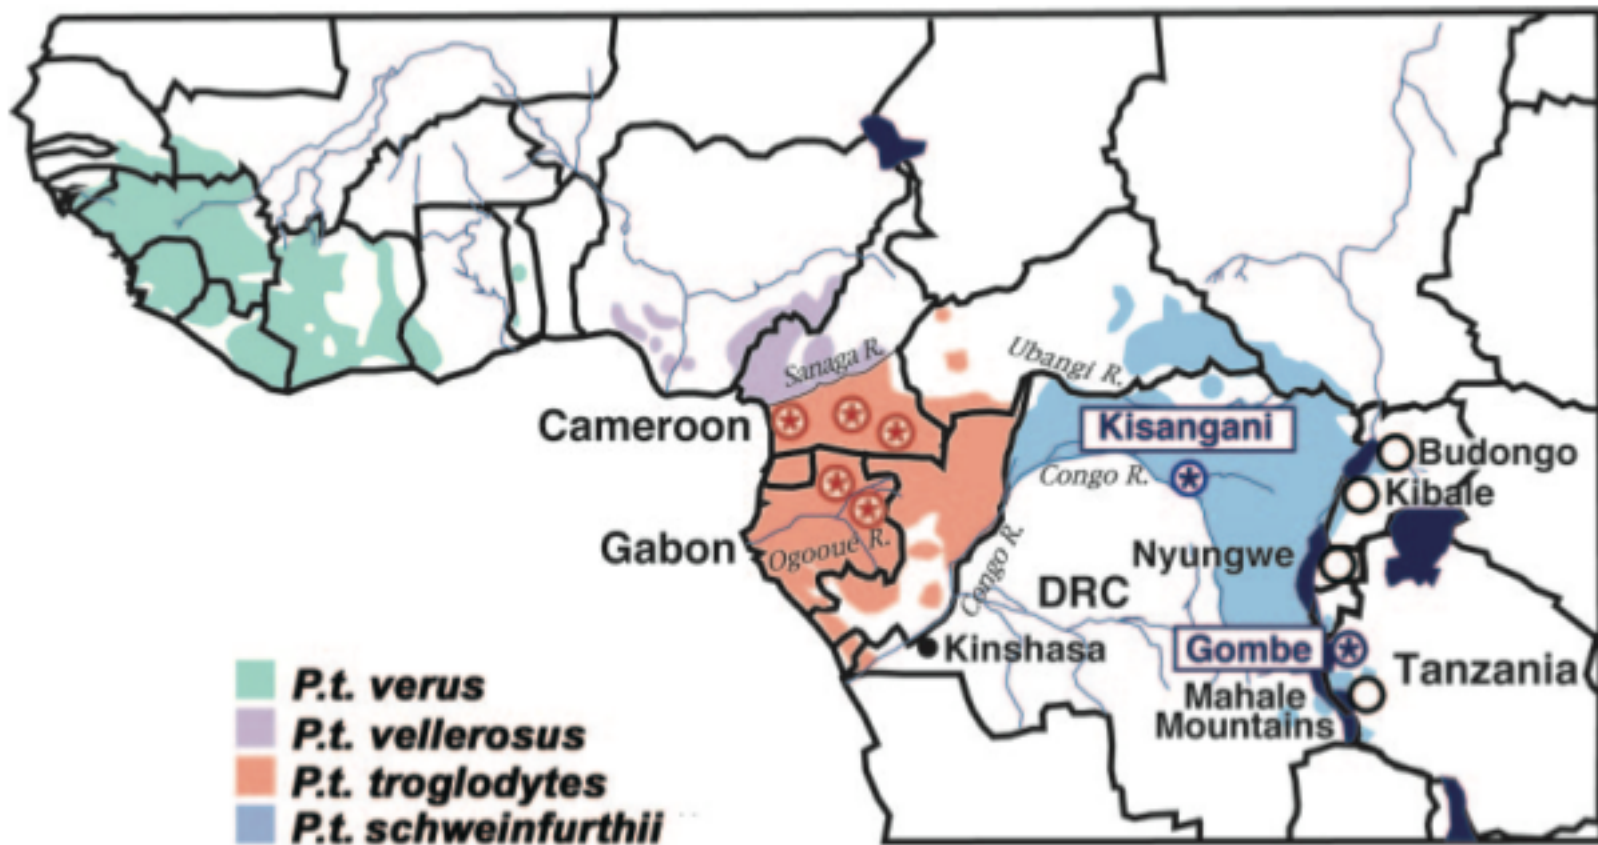 Sanaga R.
Ubangi R.
Cameroon
Kisangani
Budongo
Congo R.
Kibale
Gabon
Ogooue R.
Congo R.
Nyungwe
DRC
Kinshasa
Gombe
Tanzania
Mahale
Mountains
P.t. verus
P.t. vellerosus
P.t. troglodytes
P.t. schweinfurthii